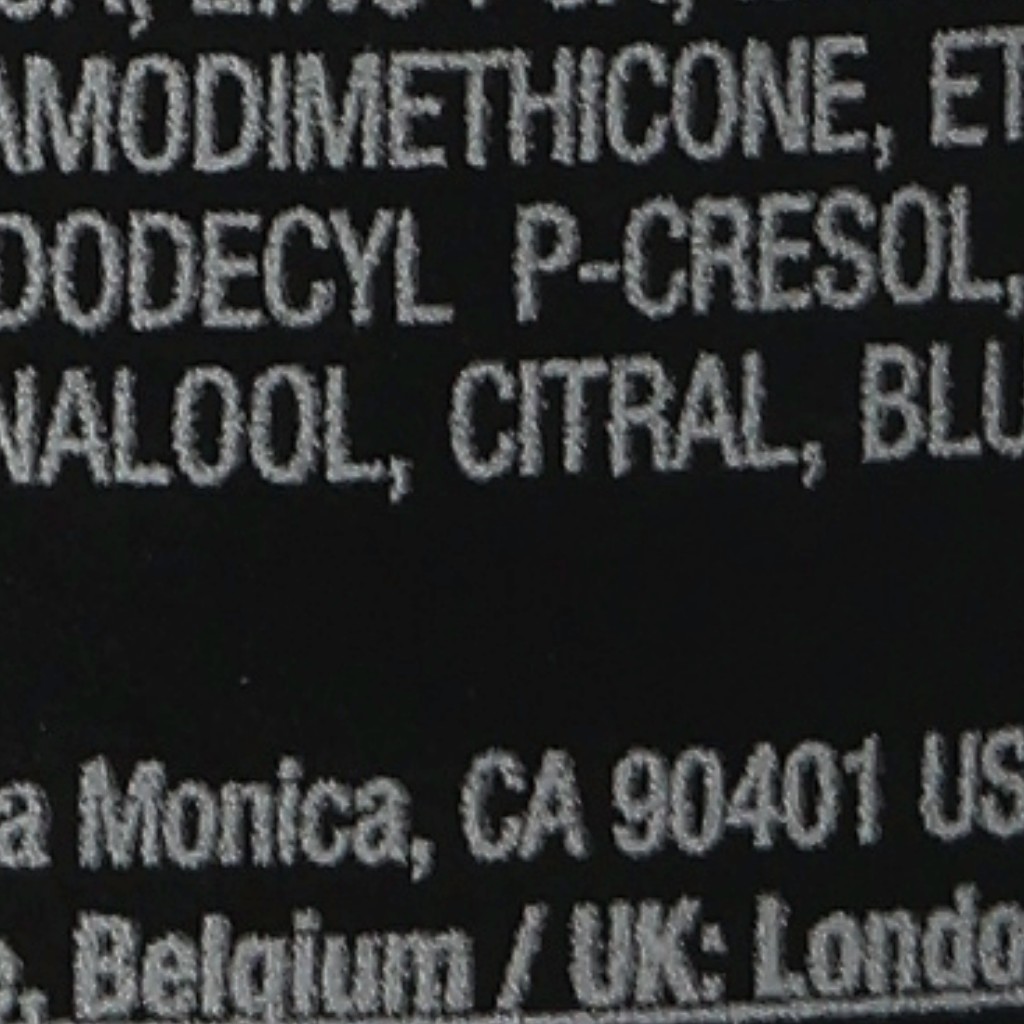 AMODIMETHICONE, ET
DODECYL P-CRESOL,
NALOOL, CITRAL, BLU
a Monica, CA 90401 US
e, Belgium / UK: Londo